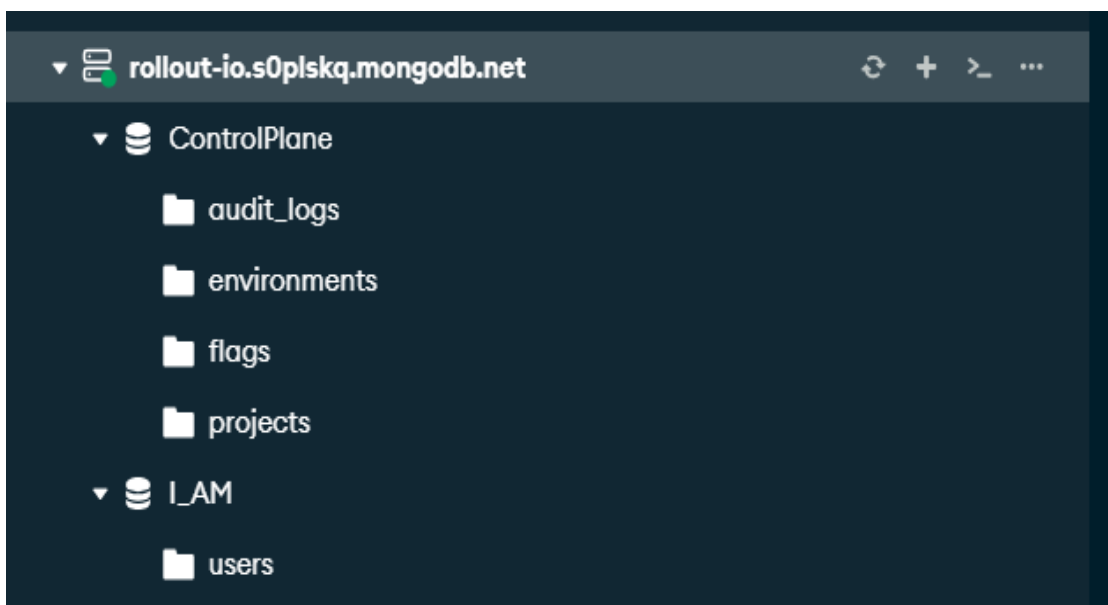 rollout-io.s0plskq.mongodb.net
ControlPlane
audit_logs
environments
flags
projects
I_AM
users